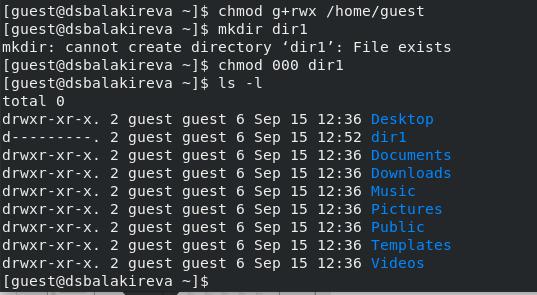 [guest@dsbalakireva ~]$ chmod g+rwx /home/guest
[guest@dsbalakireva ~]$ mkdir dir1
mkdir: cannot create directory ‘dir1’: File exists
[guest@dsbalakireva ~]$ chmod 000 dir1
[guest@dsbalakireva ~]$ ls -l
total 0
drwxr-xr-x. 2 guest guest 6 Sep 15 12:36 Desktop
d---------. 2 guest guest 6 Sep 15 12:52 dir1
drwxr-xr-x. 2 guest guest 6 Sep 15 12:36 Documents
drwxr-xr-x. 2 guest guest 6 Sep 15 12:36 Downloads
drwxr-xr-x. 2 guest guest 6 Sep 15 12:36 Music
drwxr-xr-x. 2 guest guest 6 Sep 15 12:36 Pictures
drwxr-xr-x. 2 guest guest 6 Sep 15 12:36 Public
drwxr-xr-x. 2 guest guest 6 Sep 15 12:36 Templates
drwxr-xr-x. 2 guest guest 6 Sep 15 12:36 Videos
[guest@dsbalakireva ~]$